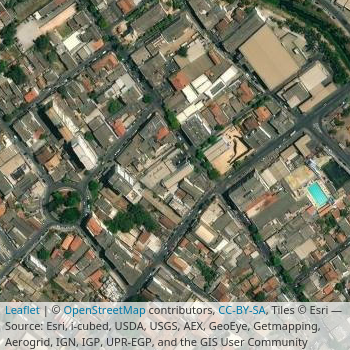 Leaflet | © OpenStreetMap contributors, CC-BY-SA, Tiles © Esri —
Source: Esri, i-cubed, USDA, USGS, AEX, GeoEye, Getmapping,
Aerogrid, IGN, IGP, UPR-EGP, and the GIS User Community